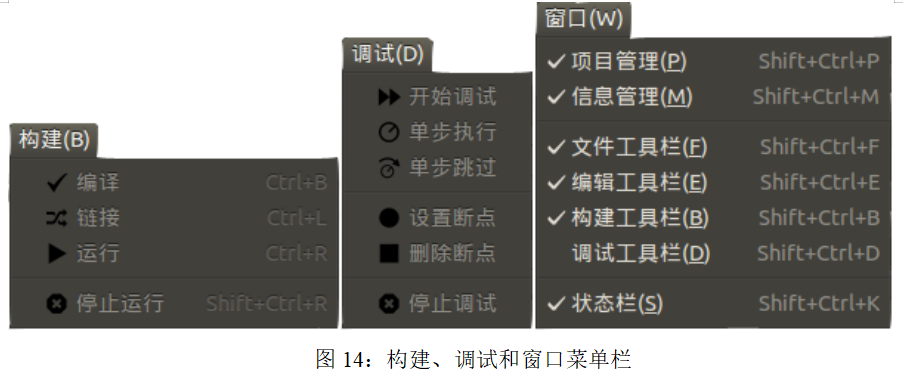 构建(B)
编译 Ctrl+B
链接 Ctrl+L
运行 Ctrl+R
停止运行 Shift+Ctrl+R
调试(D)
开始调试
单步执行
单步跳过
设置断点
删除断点
停止调试
窗口(W)
项目管理(P) Shift+Ctrl+P
信息管理(M) Shift+Ctrl+M
文件工具栏(F) Shift+Ctrl+F
编辑工具栏(E) Shift+Ctrl+E
构建工具栏(B) Shift+Ctrl+B
调试工具栏(D) Shift+Ctrl+D
状态栏(S) Shift+Ctrl+K
图 14：构建、调试和窗口菜单栏